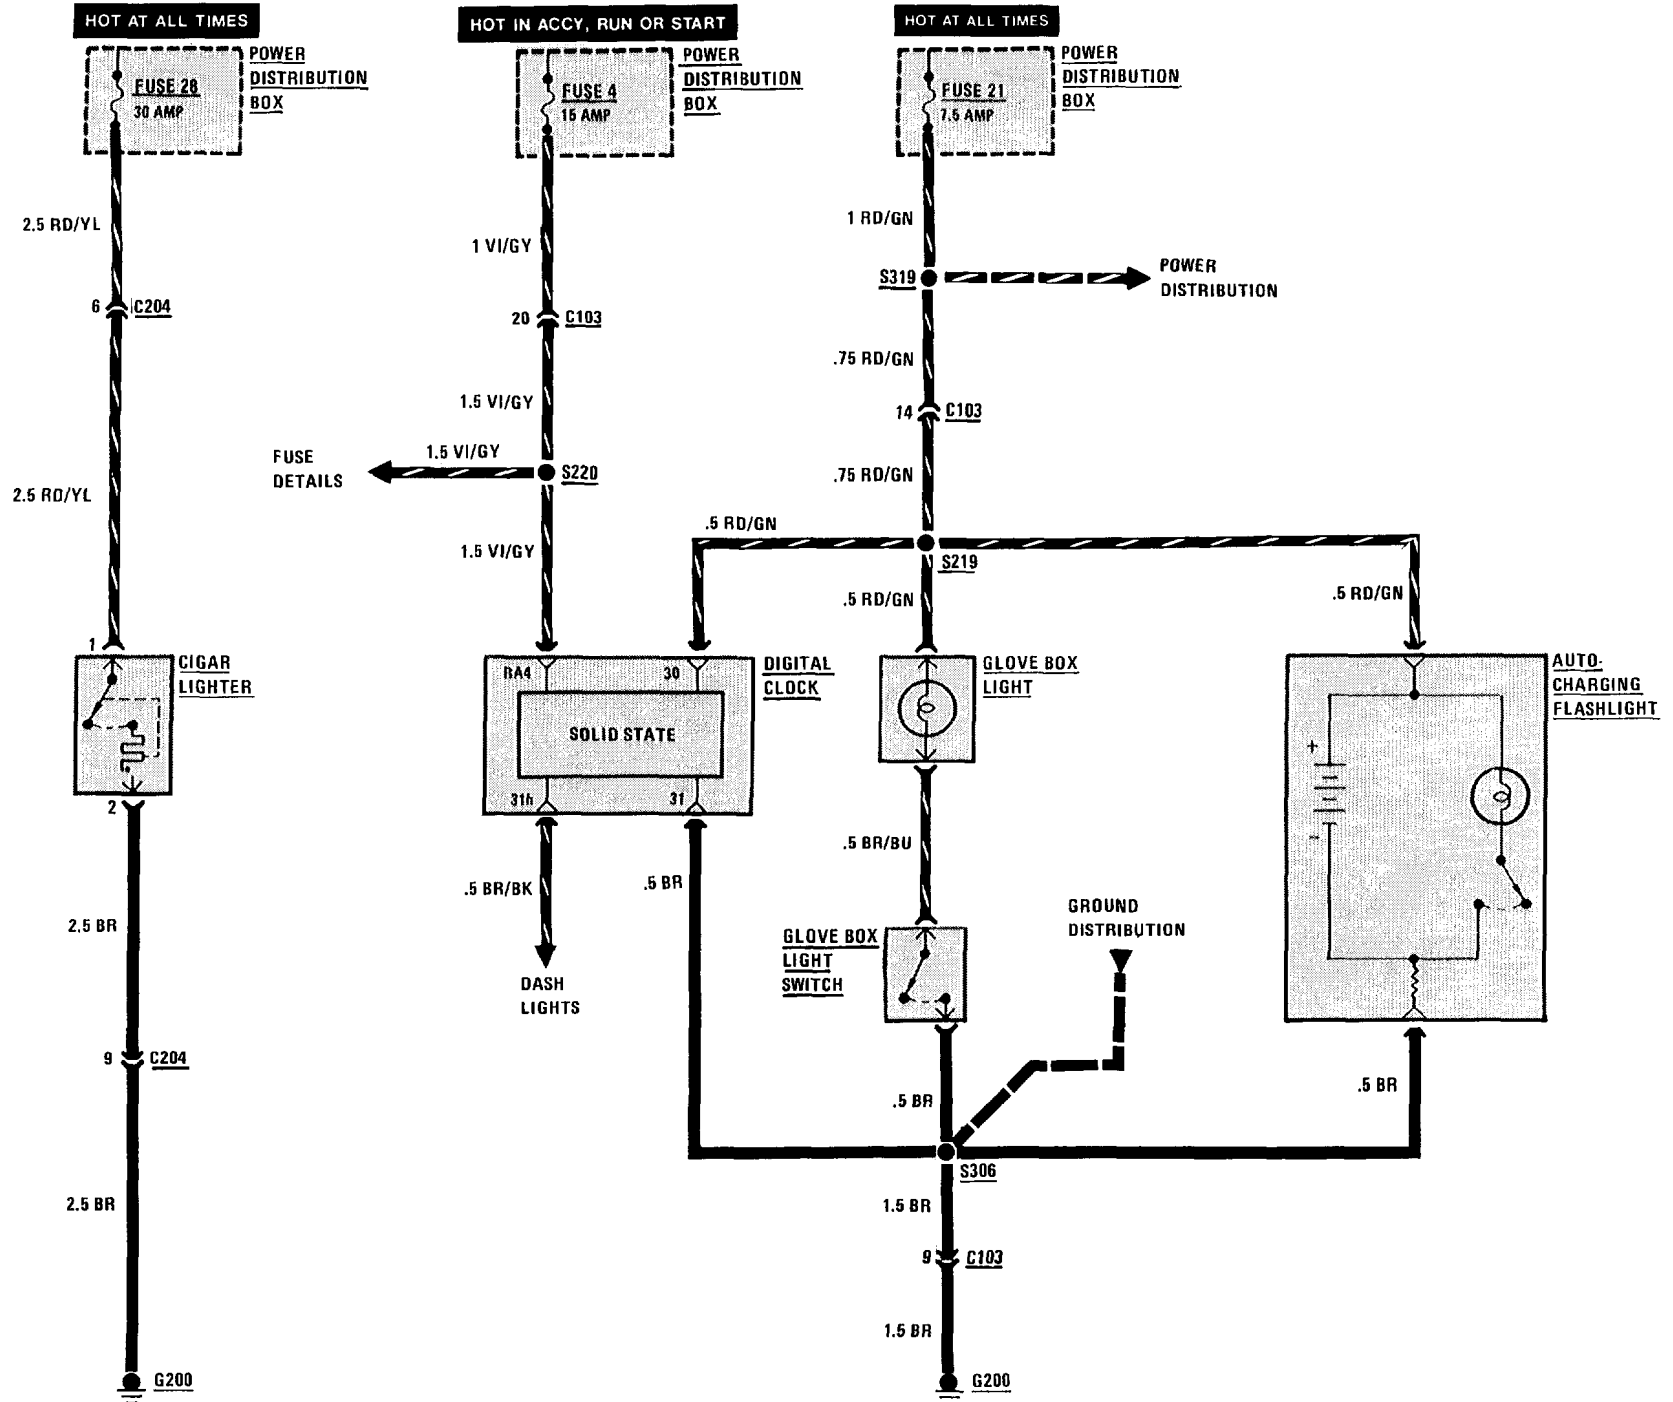 HOT AT ALL TIMES
HOT IN ACCY, RUN OR START
HOT AT ALL TIMES
FUSE 28
30 AMP
POWER
DISTRIBUTION
BOX
FUSE 4
15 AMP
POWER
DISTRIBUTION
BOX
FUSE 21
7.5 AMP
POWER
DISTRIBUTION
BOX
2.5 RD/YL
1 VI/GY
1 RD/GN
S319
POWER
DISTRIBUTION
6
C204
20
C103
.75 RD/GN
1.5 VI/GY
14
C103
FUSE
DETAILS
1.5 VI/GY
S220
.75 RD/GN
2.5 RD/YL
.5 RD/GN
1.5 VI/GY
S219
.5 RD/GN
.5 RD/GN
1
CIGAR
LIGHTER
2
RA4
30
SOLID STATE
31h
31
DIGITAL
CLOCK
GLOVE BOX
LIGHT
AUTO-
CHARGING
FLASHLIGHT
+
-
.5 BR/BU
.5 BR/BK
.5 BR
2.5 BR
GLOVE BOX
LIGHT
SWITCH
GROUND
DISTRIBUTION
DASH
LIGHTS
9
C204
.5 BR
.5 BR
S306
2.5 BR
1.5 BR
9
C103
1.5 BR
G200
G200